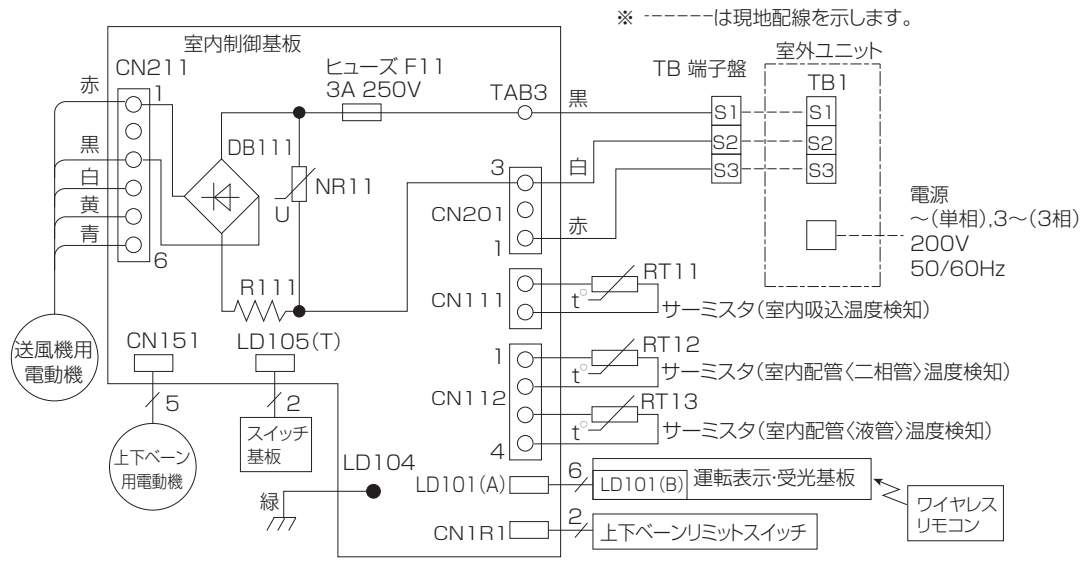 ※ ------は現地配線を示します。
室内制御基板
CN211
赤
1
黒
白
黄
青
6
DB111
ヒューズ F11
3A 250V
NR11
U
R111
TAB3
黒
TB 端子盤
室外ユニット
TB1
S1
S1
S2
S2
S3
S3
3
白
CN201
1
赤
電源
～(単相),3～(3相)
200V
50/60Hz
CN111
RT11
t°
サーミスタ(室内吸込温度検知)
1
RT12
t°
サーミスタ(室内配管〈二相管〉温度検知)
CN112
RT13
t°
サーミスタ(室内配管〈液管〉温度検知)
4
送風機用
電動機
CN151
5
上下ベーン
用電動機
LD105(T)
2
スイッチ
基板
LD104
緑
LD101(A)
6
LD101(B)
運転表示・受光基板
ワイヤレス
リモコン
CN1R1
2
上下ベーンリミットスイッチ